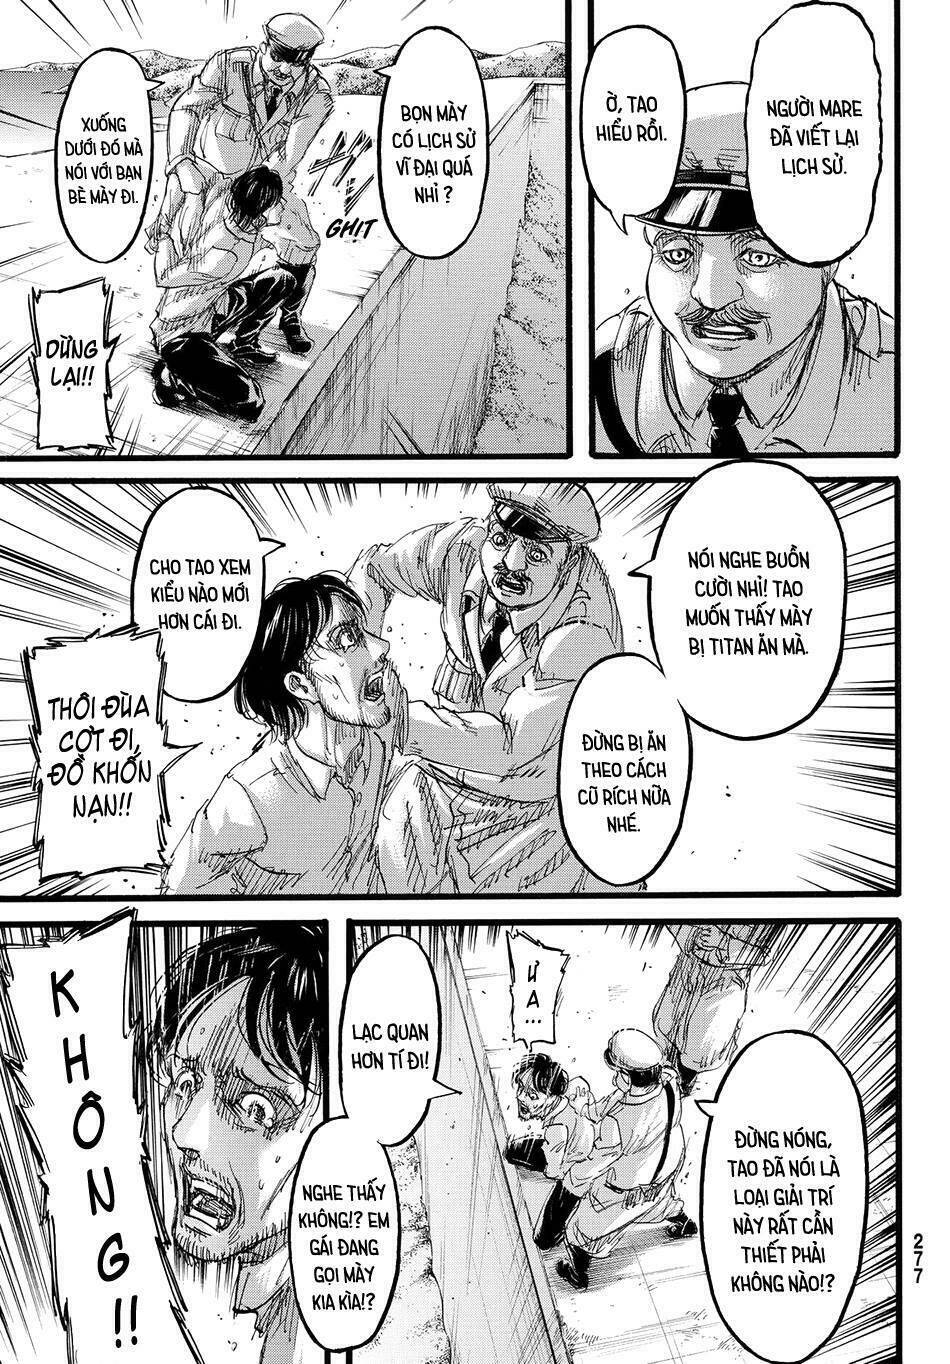 NGƯỜI MARE
ĐÃ VIẾT LẠI
LỊCH SỬ.
Ờ, TAO
HIỂU RỒI.
BỌN MÀY
CÓ LỊCH SỬ
VĨ ĐẠI QUÁ
NHỈ ?
GHIT
XUỐNG
DƯỚI ĐÓ MÀ
NÓI VỚI BẠN
BÈ MÀY ĐI.
DỪNG
LẠI!!
NÓI NGHE BUỒN
CƯỜI NHỈ! TAO
MUỐN THẤY MÀY
BỊ TITAN ĂN MÀ.
ĐỪNG BỊ ĂN
THEO CÁCH
CŨ RÍCH NỮA
NHÉ.
CHO TAO XEM
KIỂU NÀO MỚI
HƠN CÁI ĐI.
THÔI ĐÙA
CỢT ĐI,
ĐỒ KHỐN
NẠN!!
ĐỪNG NÓNG,
TAO ĐÃ NÓI LÀ
LOẠI GIẢI TRÍ
NÀY RẤT CẦN
THIẾT PHẢI
KHÔNG NÀO!?
ƯA...
LẠC QUAN
HƠN TÍ ĐI!
NGHE THẤY
KHÔNG!? EM
GÁI ĐANG
GỌI MÀY
KIA KÌA!?
KHÔNG!!
277